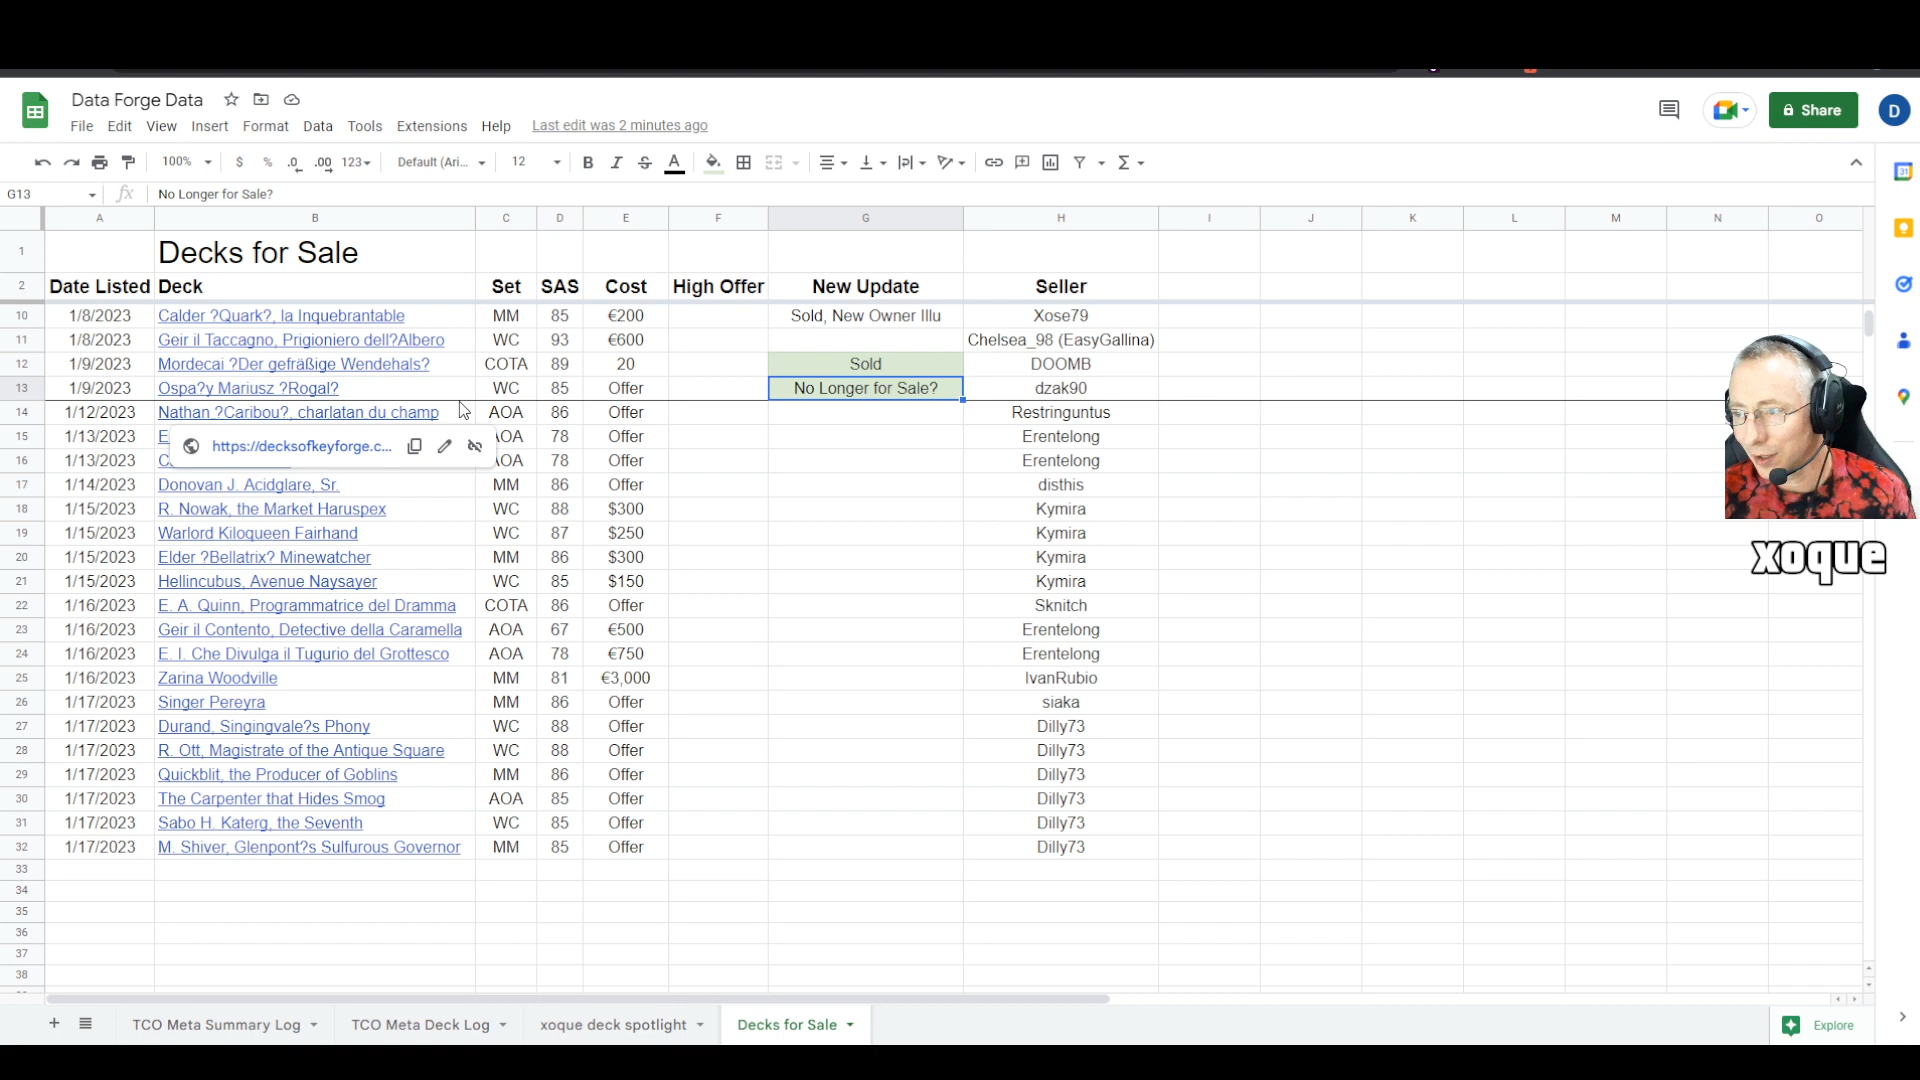 Data Forge Data
File Edit View Insert Format Data Tools Extensions Help Last edit was 2 minutes ago
Share
D
100% $ % .0 .00 123 Default (Ari... 12 B I S A
31
G13 fx No Longer for Sale?
A B C D E F G H I J K L M N O
1 Decks for Sale
2 Date Listed Deck Set SAS Cost High Offer New Update Seller
10 1/8/2023 Calder ?Quark?, la Inquebrantable MM 85 €200 Sold, New Owner Illu Xose79
11 1/8/2023 Geir il Taccagno, Prigioniero dell?Albero WC 93 €600 Chelsea_98 (EasyGallina)
12 1/9/2023 Mordecai ?Der gefräßige Wendehals? COTA 89 20 Sold DOOMB
13 1/9/2023 Ospa?y Mariusz ?Rogal? WC 85 Offer No Longer for Sale? dzak90
14 1/12/2023 Nathan ?Caribou?, charlatan du champ AOA 86 Offer Restringuntus
15 1/13/2023 E AOA 78 Offer Erentelong
https://decksofkeyforge.c...
16 1/13/2023 C AOA 78 Offer Erentelong
17 1/14/2023 Donovan J. Acidglare, Sr. MM 86 Offer disthis
18 1/15/2023 R. Nowak, the Market Haruspex WC 88 $300 Kymira
19 1/15/2023 Warlord Kiloqueen Fairhand WC 87 $250 Kymira
20 1/15/2023 Elder ?Bellatrix? Minewatcher MM 86 $300 Kymira
21 1/15/2023 Hellincubus, Avenue Naysayer WC 85 $150 Kymira
22 1/16/2023 E. A. Quinn, Programmatrice del Dramma COTA 86 Offer Sknitch
23 1/16/2023 Geir il Contento, Detective della Caramella AOA 67 €500 Erentelong
24 1/16/2023 E. I. Che Divulga il Tugurio del Grottesco AOA 78 €750 Erentelong
25 1/16/2023 Zarina Woodville MM 81 €3,000 IvanRubio
26 1/17/2023 Singer Pereyra MM 86 Offer siaka
27 1/17/2023 Durand, Singingvale?s Phony WC 88 Offer Dilly73
28 1/17/2023 R. Ott, Magistrate of the Antique Square WC 88 Offer Dilly73
29 1/17/2023 Quickblit, the Producer of Goblins MM 86 Offer Dilly73
30 1/17/2023 The Carpenter that Hides Smog AOA 85 Offer Dilly73
31 1/17/2023 Sabo H. Katerg, the Seventh WC 85 Offer Dilly73
32 1/17/2023 M. Shiver, Glenpont?s Sulfurous Governor MM 85 Offer Dilly73
33
34
35
36
37
38
xoque
TCO Meta Summary Log TCO Meta Deck Log xoque deck spotlight Decks for Sale Explore